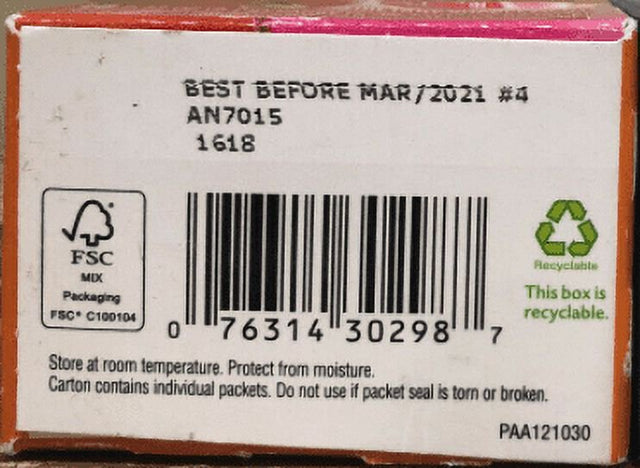 BEST BEFORE MAR/2021 #4
AN7015
1618
FSC
MIX
Packaging
FSC® C100104
0 76314 30298 7
Recyclable
This box is
recyclable.
Store at room temperature. Protect from moisture.
Carton contains individual packets. Do not use if packet seal is torn or broken.
PAA121030